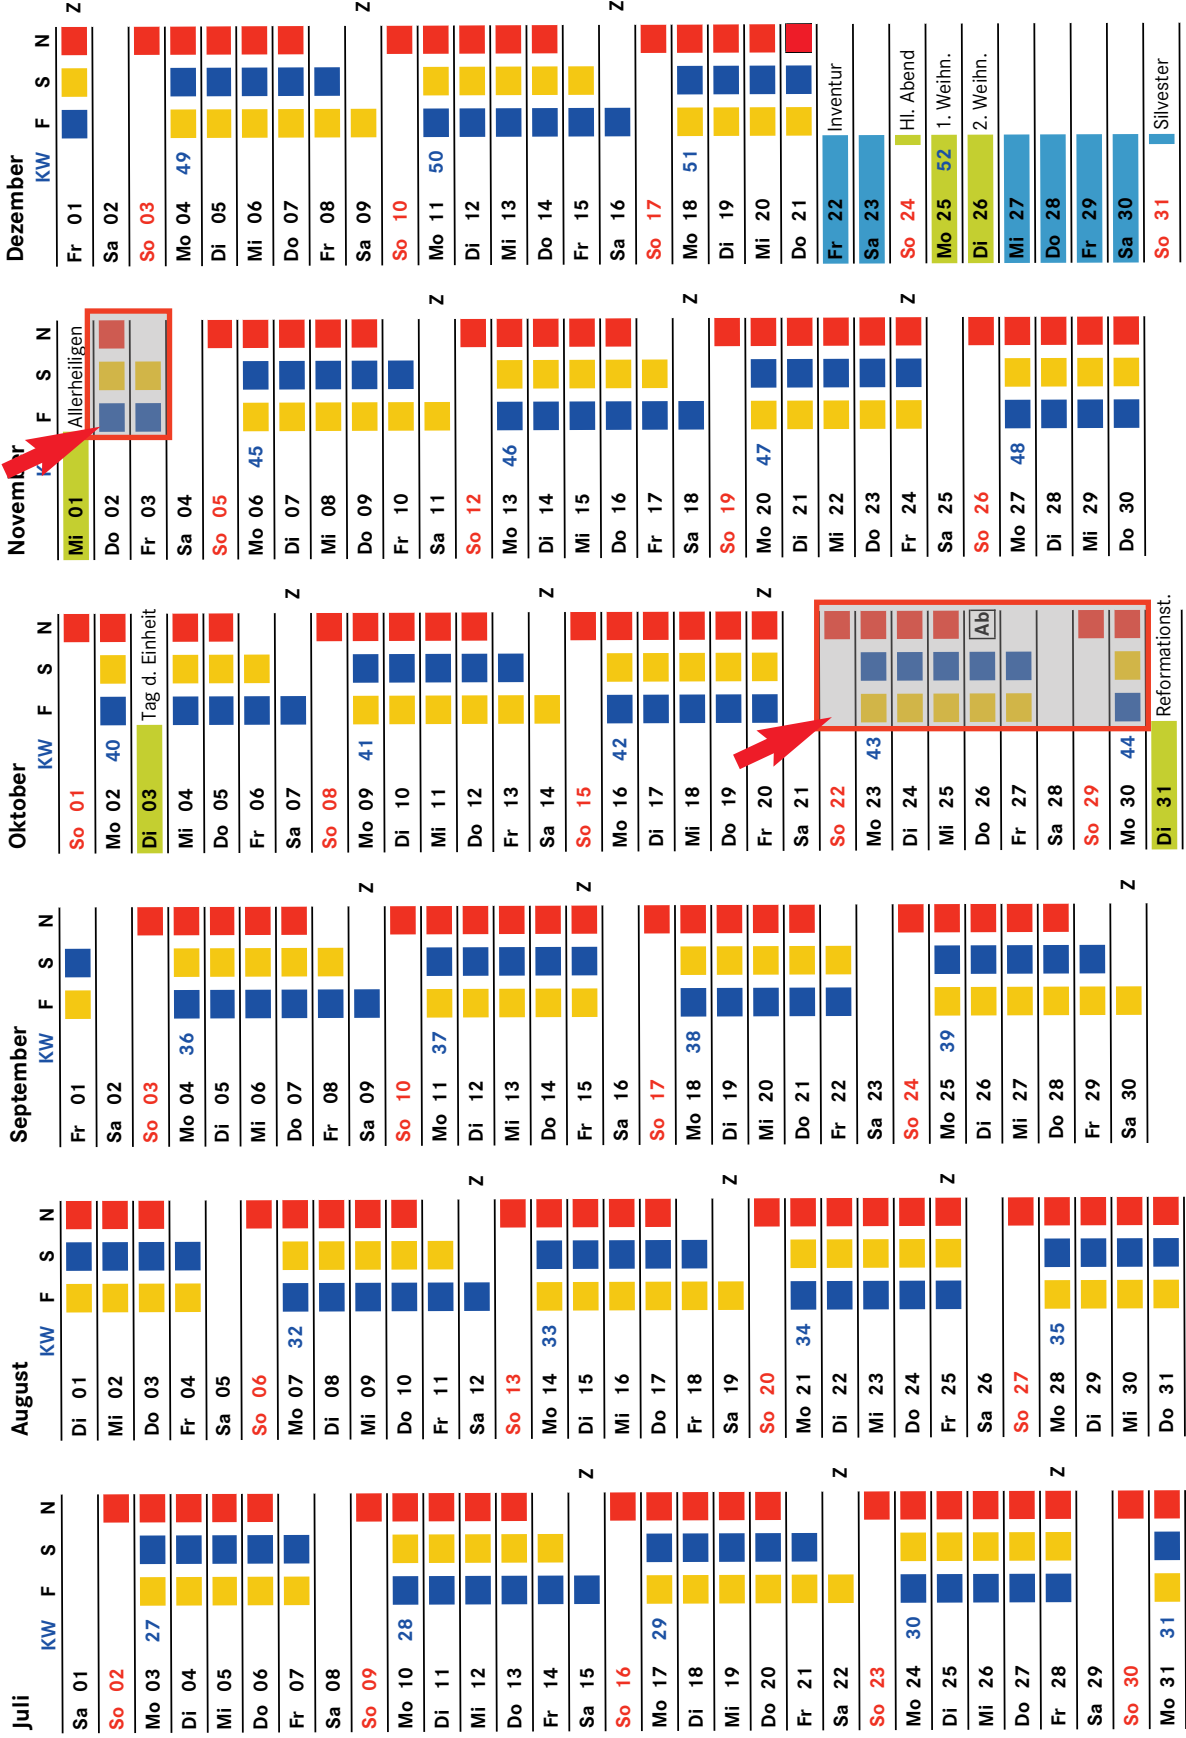 Juli
KW F S N
Sa 01
So 02
Mo 03 27
Di 04
Mi 05
Do 06
Fr 07
Sa 08
So 09
Mo 10 28
Di 11
Mi 12
Do 13
Fr 14
Sa 15 Z
So 16
Mo 17 29
Di 18
Mi 19
Do 20
Fr 21
Sa 22 Z
So 23
Mo 24 30
Di 25
Mi 26
Do 27
Fr 28 Z
Sa 29
So 30
Mo 31 31
August
KW F S N
Di 01
Mi 02
Do 03
Fr 04
Sa 05
So 06
Mo 07 32
Di 08
Mi 09
Do 10
Fr 11
Sa 12 Z
So 13
Mo 14 33
Di 15
Mi 16
Do 17
Fr 18
Sa 19 Z
So 20
Mo 21 34
Di 22
Mi 23
Do 24
Fr 25 Z
Sa 26
So 27
Mo 28 35
Di 29
Mi 30
Do 31
September
KW F S N
Fr 01
Sa 02
So 03
Mo 04 36
Di 05
Mi 06
Do 07
Fr 08
Sa 09 Z
So 10
Mo 11 37
Di 12
Mi 13
Do 14
Fr 15 Z
Sa 16
So 17
Mo 18 38
Di 19
Mi 20
Do 21
Fr 22
Sa 23
So 24
Mo 25 39
Di 26
Mi 27
Do 28
Fr 29
Sa 30 Z
Oktober
KW F S N
So 01
Mo 02 40
Di 03 Tag d. Einheit
Mi 04
Do 05
Fr 06
Sa 07 Z
So 08
Mo 09 41
Di 10
Mi 11
Do 12
Fr 13
Sa 14 Z
So 15
Mo 16 42
Di 17
Mi 18
Do 19
Fr 20 Z
Sa 21
So 22
Mo 23 43
Di 24
Mi 25
Do 26 Ab
Fr 27
Sa 28
So 29
Mo 30 44
Di 31 Reformationst.
November
F S N
Mi 01 Allerheiligen
Do 02
Fr 03
Sa 04
So 05
Mo 06 45
Di 07
Mi 08
Do 09
Fr 10
Sa 11 Z
So 12
Mo 13 46
Di 14
Mi 15
Do 16
Fr 17
Sa 18 Z
So 19
Mo 20 47
Di 21
Mi 22
Do 23
Fr 24 Z
Sa 25
So 26
Mo 27 48
Di 28
Mi 29
Do 30
Dezember
KW F S N
Fr 01 Z
Sa 02
So 03
Mo 04 49
Di 05
Mi 06
Do 07
Fr 08
Sa 09 Z
So 10
Mo 11 50
Di 12
Mi 13
Do 14
Fr 15
Sa 16 Z
So 17
Mo 18 51
Di 19
Mi 20
Do 21
Fr 22 Inventur
Sa 23
So 24 Hl. Abend
Mo 25 52 1. Weihn.
Di 26 2. Weihn.
Mi 27
Do 28
Fr 29
Sa 30
So 31 Silvester